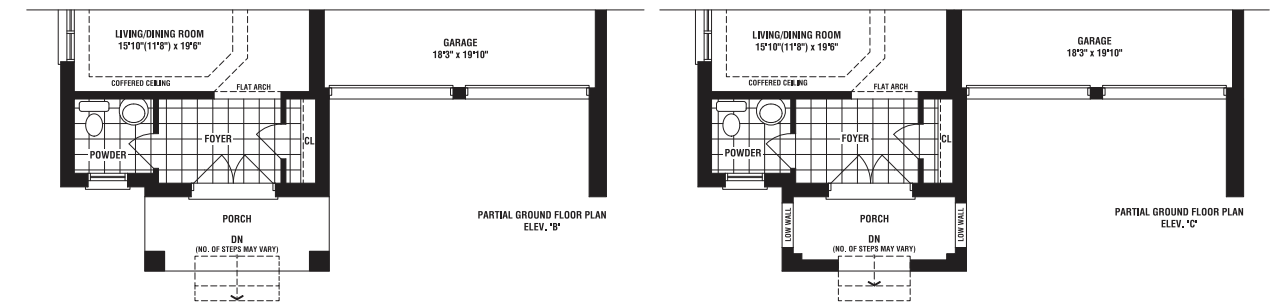 LIVING/DINING ROOM
15'10"(11'8") x 19'6"
COFFERED CEILING
FLAT ARCH
GARAGE
18'3" x 19'10"
POWDER
FOYER
CL
PORCH
DN
(NO. OF STEPS MAY VARY)
PARTIAL GROUND FLOOR PLAN
ELEV. 'B'
LIVING/DINING ROOM
15'10"(11'8") x 19'6"
COFFERED CEILING
FLAT ARCH
GARAGE
18'3" x 19'10"
POWDER
FOYER
CL
LOW WALL
PORCH
LOW WALL
DN
(NO. OF STEPS MAY VARY)
PARTIAL GROUND FLOOR PLAN
ELEV. 'C'